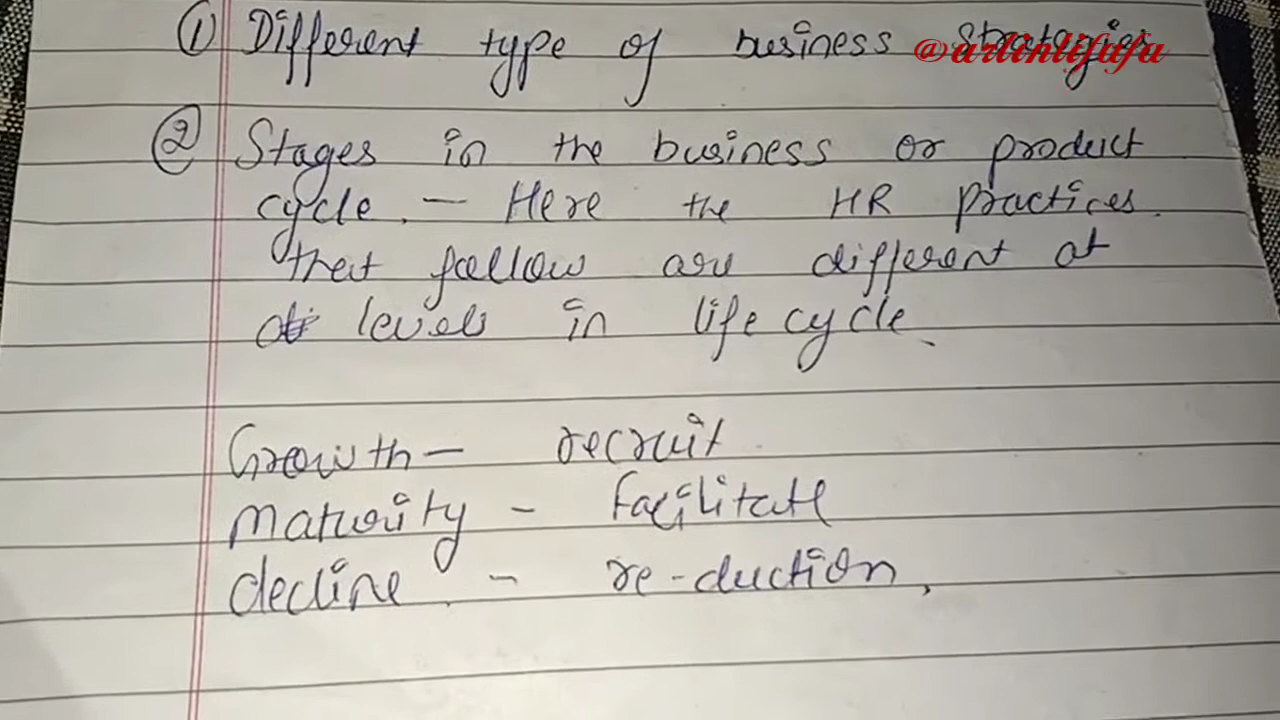 ① Different type of business Strategies
@arlinlifufu
② Stages in the business or product
cycle. — Here the HR practices.
that follow are different at
levels in life cycle.
Growth — recruit
Maturity - facilitate
decline - re-duction,